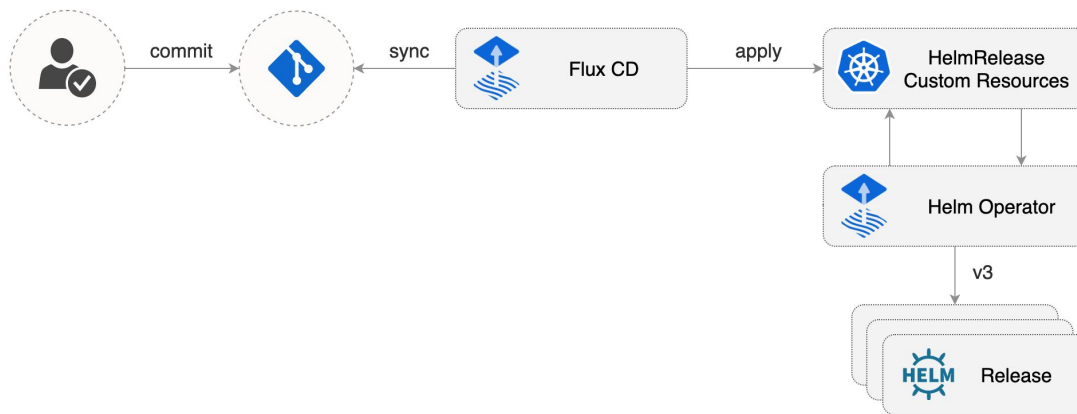 commit
sync
Flux CD
apply
HelmRelease
Custom Resources
Helm Operator
v3
HELM
Release